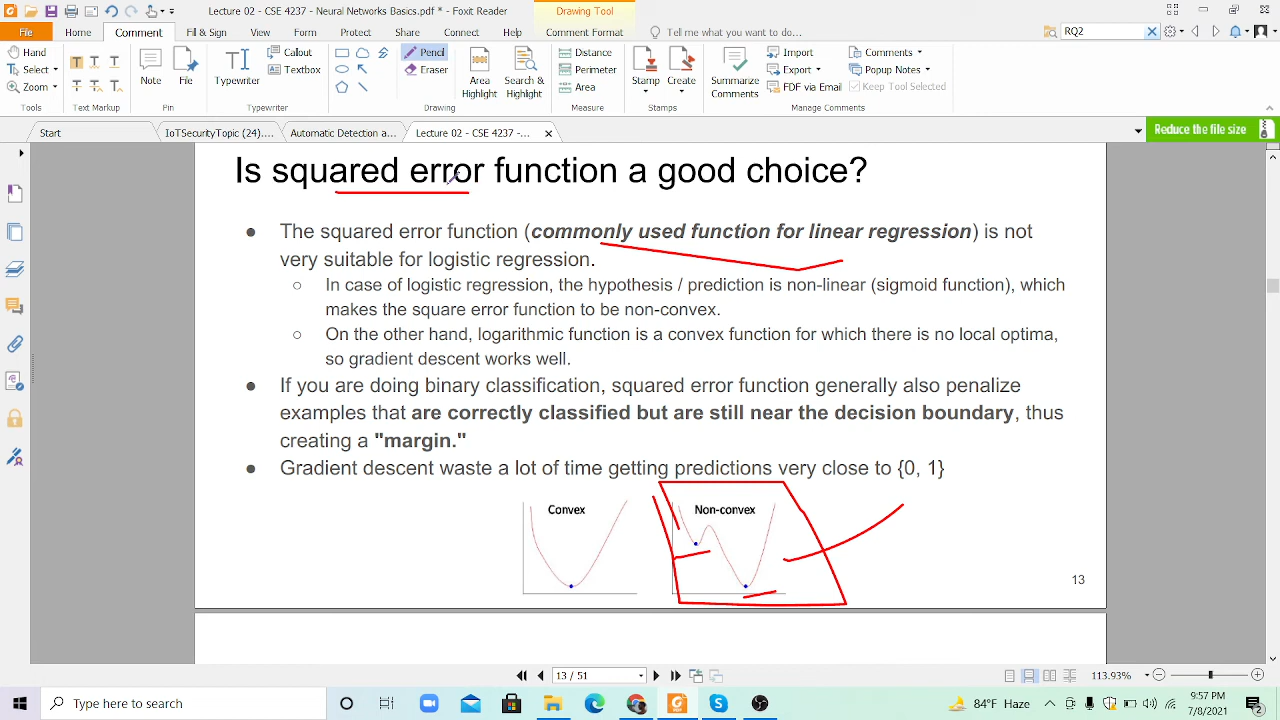 Lecture 02 - CSE 4237 - Neural Networks Basics.pdf * - Foxit Reader
Drawing Tool
File
Home
Comment
Fill & Sign
View
Form
Protect
Share
Connect
Help
Comment Format
Tell me what you want to do...
RQ2
Hand
Select
Zoom
Tools
Text Markup
Note
File
Pin
Typewriter
Callout
Textbox
Typewriter
Pencil
Eraser
Drawing
Area Highlight
Search & Highlight
Distance
Perimeter
Area
Measure
Stamp
Create
Stamps
Summarize Comments
Import
Export
FDF via Email
Comments
Popup Notes
Keep Tool Selected
Manage Comments
Start
IoTSecurityTopic (24)....
Automatic Detection a...
Lecture 02 - CSE 4237 -...
Reduce the file size
Is squared error function a good choice?
● The squared error function (commonly used function for linear regression) is not
very suitable for logistic regression.
○ In case of logistic regression, the hypothesis / prediction is non-linear (sigmoid function), which
makes the square error function to be non-convex.
○ On the other hand, logarithmic function is a convex function for which there is no local optima,
so gradient descent works well.
● If you are doing binary classification, squared error function generally also penalize
examples that are correctly classified but are still near the decision boundary, thus
creating a "margin."
● Gradient descent waste a lot of time getting predictions very close to {0, 1}
Convex
Non-convex
13
13 / 51
113.93%
Type here to search
84°F Haze
9:57 PM
7/8/2021
2